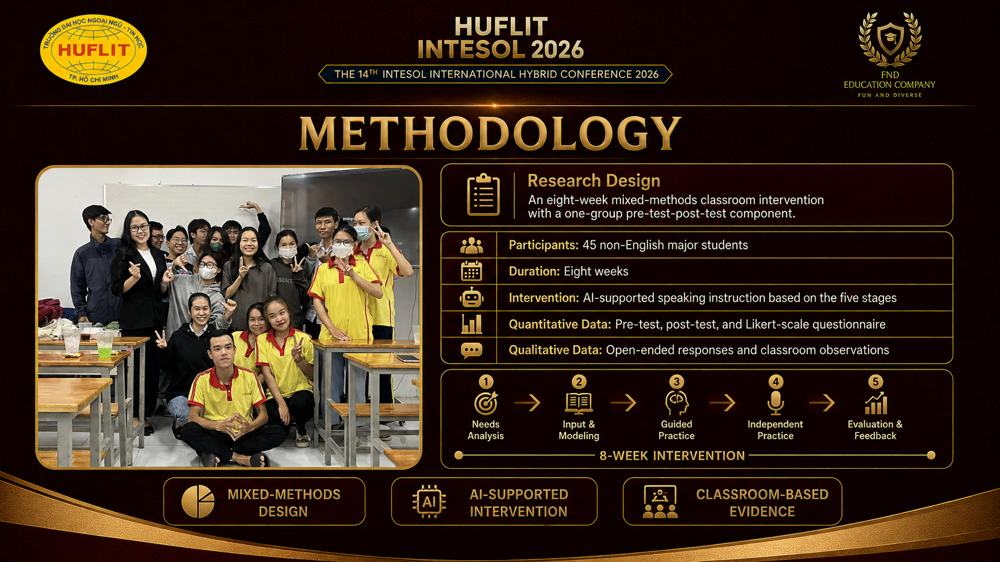 TRƯỜNG ĐẠI HỌC NGOẠI NGỮ - TIN HỌC
HUFLIT
TP. HỒ CHÍ MINH
HUFLIT
INTESOL 2026
THE 14TH INTESOL INTERNATIONAL HYBRID CONFERENCE 2026
FND
EDUCATION COMPANY
FUN AND DIVERSE
METHODOLOGY
SSENT
Research Design
An eight-week mixed-methods classroom intervention
with a one-group pre-test-post-test component.
Participants: 45 non-English major students
Duration: Eight weeks
Intervention: AI-supported speaking instruction based on the five stages
Quantitative Data: Pre-test, post-test, and Likert-scale questionnaire
Qualitative Data: Open-ended responses and classroom observations
1
Needs
Analysis
2
Input &
Modeling
3
Guided
Practice
4
Independent
Practice
5
Evaluation &
Feedback
8-WEEK INTERVENTION
MIXED-METHODS
DESIGN
AI
AI-SUPPORTED
INTERVENTION
CLASSROOM-BASED
EVIDENCE